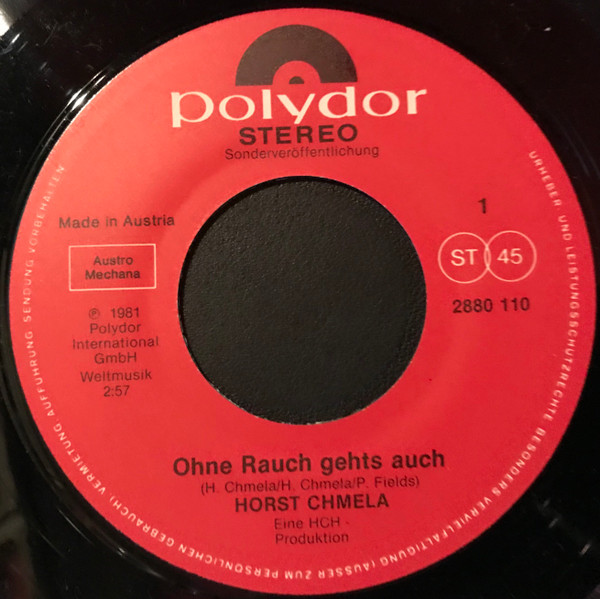 polydor
STEREO
Sonderveröffentlichung
Made in Austria
1
Austro
Mechana
ST 45
2880 110
℗ 1981
Polydor
International
GmbH
Weltmusik
2:57
Ohne Rauch gehts auch
(H. Chmela/H. Chmela/P. Fields)
HORST CHMELA
Eine HCH -
Produktion
URHEBER UND LEISTUNGSSCHUTZRECHTE BESONDERS VERVIELFÄLTIGUNG (AUSSER ZUM PERSÖNLICHEN GEBRAUCH) VERMIETUNG AUFFÜHRUNG SENDUNG VORBEHALTEN